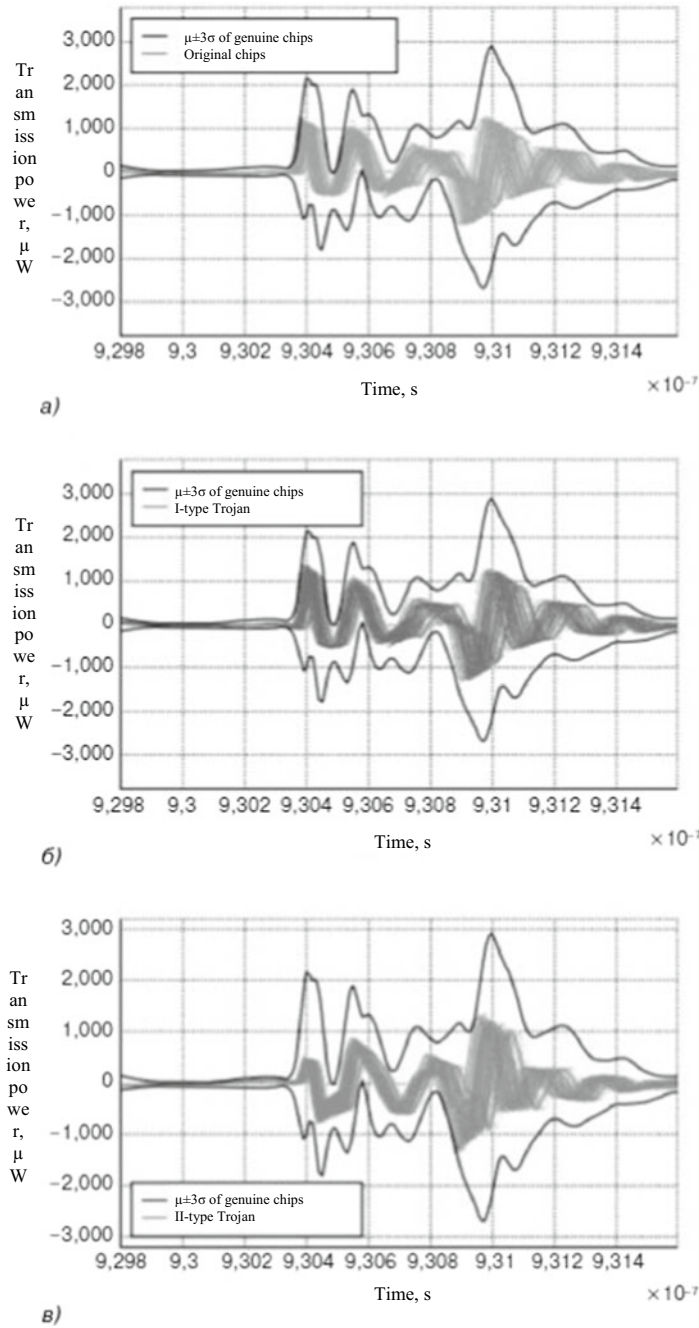 μ±3σ of genuine chips
Original chips
Tr
an
sm
iss
ion
po
we
r,
μ
W
3,000
2,000
1,000
0
−1,000
−2,000
−3,000
9,298 9,3 9,302 9,304 9,306 9,308 9,31 9,312 9,314
Time, s
×10⁻⁷
а)
μ±3σ of genuine chips
I-type Trojan
Tr
an
sm
iss
ion
po
we
r,
μ
W
3,000
2,000
1,000
0
−1,000
−2,000
−3,000
9,298 9,3 9,302 9,304 9,306 9,308 9,31 9,312 9,314
Time, s
×10⁻⁷
б)
Tr
an
sm
iss
ion
po
we
r,
μ
W
3,000
2,000
1,000
0
−1,000
−2,000
−3,000
μ±3σ of genuine chips
II-type Trojan
9,298 9,3 9,302 9,304 9,306 9,308 9,31 9,312 9,314
Time, s
×10⁻⁷
в)